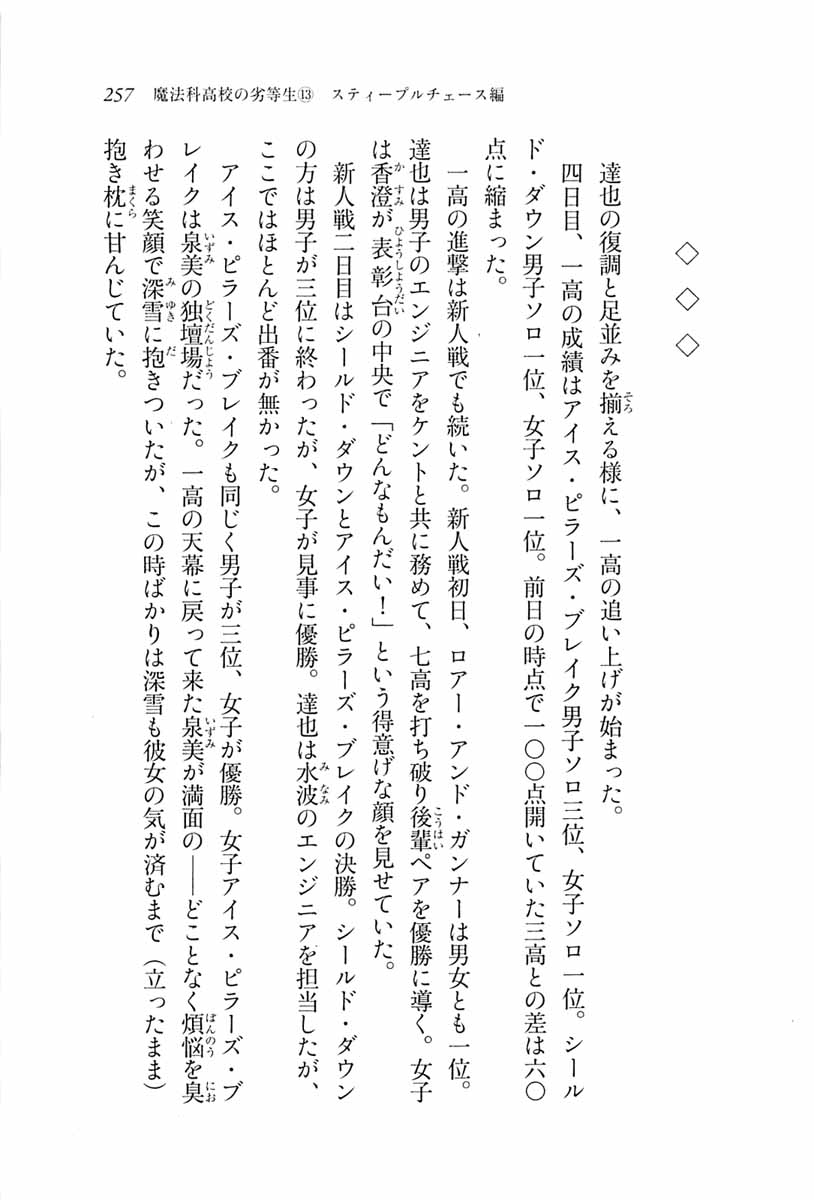 257　魔法科高校の劣等生⑬　スティープルチェース編
◇　◇　◇
　達也の復調と足並みを揃える様に、一高の追い上げが始まった。
　四日目、一高の成績はアイス・ピラーズ・ブレイク男子ソロ三位、女子ソロ一位。シール
ド・ダウン男子ソロ一位、女子ソロ一位。前日の時点で一〇〇点開いていた三高との差は六〇
点に縮まった。
　一高の進撃は新人戦でも続いた。新人戦初日、ロアー・アンド・ガンナーは男女とも一位。
達也は男子のエンジニアをケントと共に務めて、七高を打ち破り後輩ペアを優勝に導く。女子
は香澄が表彰台の中央で「どんなもんだい！」という得意げな顔を見せていた。
　新人戦二日目はシールド・ダウンとアイス・ピラーズ・ブレイクの決勝。シールド・ダウン
の方は男子が三位に終わったが、女子が見事に優勝。達也は水波のエンジニアを担当したが、
ここではほとんど出番が無かった。
　アイス・ピラーズ・ブレイクも同じく男子が三位、女子が優勝。女子アイス・ピラーズ・ブ
レイクは泉美の独壇場だった。一高の天幕に戻って来た泉美が満面の――どことなく煩悩を臭
わせる笑顔で深雪に抱きついたが、この時ばかりは深雪も彼女の気が済むまで（立ったまま）
抱き枕に甘んじていた。